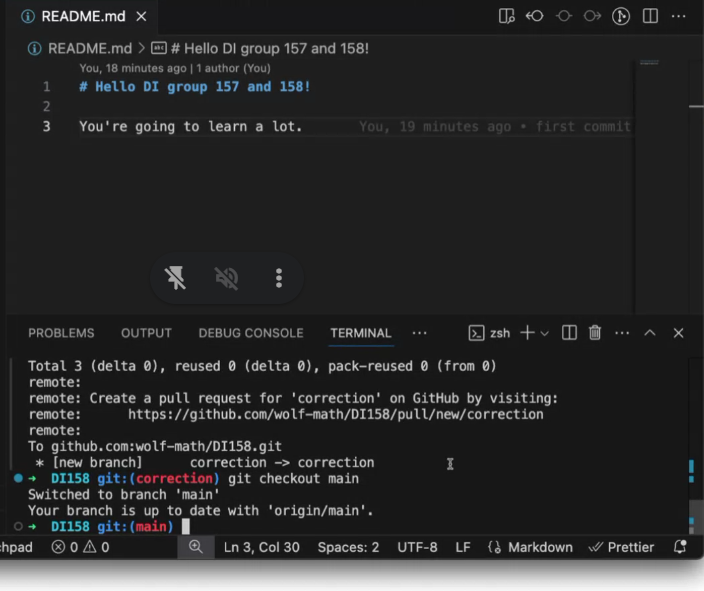 README.md
README.md > # Hello DI group 157 and 158!
You, 18 minutes ago | 1 author (You)
1 # Hello DI group 157 and 158!
2
3 You're going to learn a lot. You, 19 minutes ago • first commit
PROBLEMS OUTPUT DEBUG CONSOLE TERMINAL ··· zsh
Total 3 (delta 0), reused 0 (delta 0), pack-reused 0 (from 0)
remote:
remote: Create a pull request for 'correction' on GitHub by visiting:
remote: https://github.com/wolf-math/DI158/pull/new/correction
remote:
To github.com:wolf-math/DI158.git
* [new branch] correction -> correction
➜ DI158 git:(correction) git checkout main
Switched to branch 'main'
Your branch is up to date with 'origin/main'.
➜ DI158 git:(main)
chpad 0 0 Ln 3, Col 30 Spaces: 2 UTF-8 LF Markdown Prettier